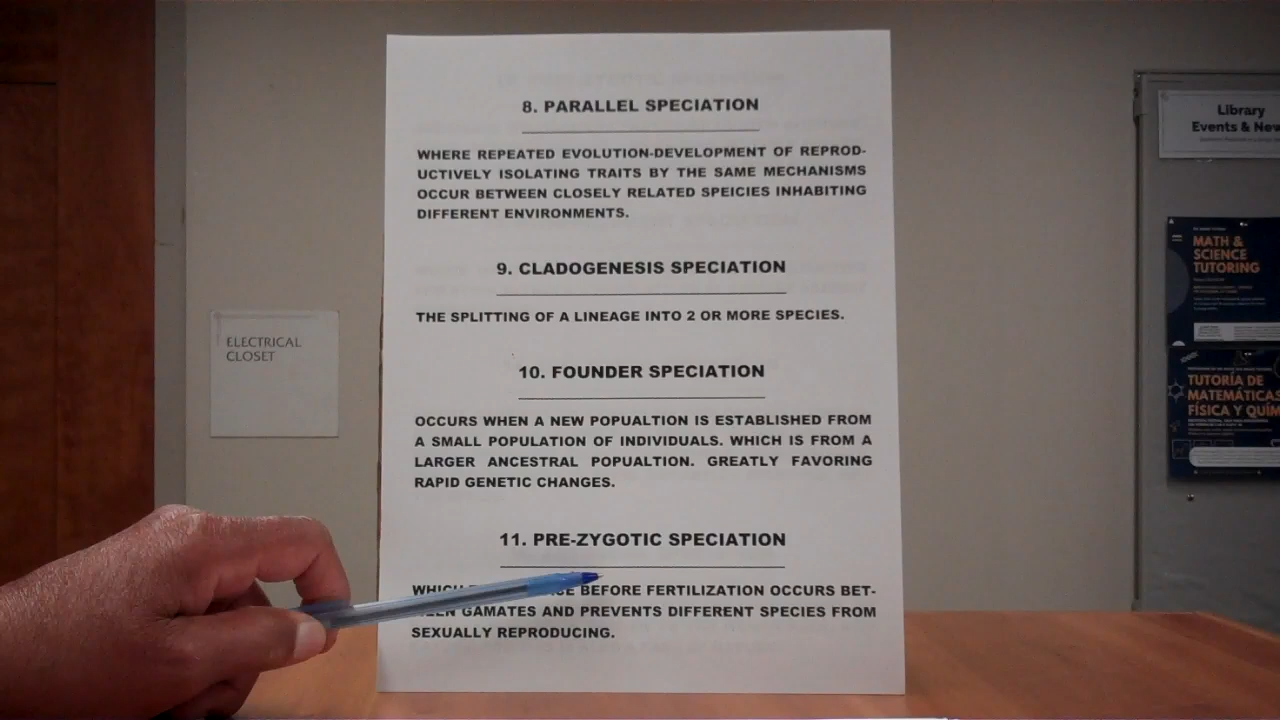 8. PARALLEL SPECIATION
WHERE REPEATED EVOLUTION-DEVELOPMENT OF REPROD-
UCTIVELY ISOLATING TRAITS BY THE SAME MECHANISMS
OCCUR BETWEEN CLOSELY RELATED SPEICIES INHABITING
DIFFERENT ENVIRONMENTS.
9. CLADOGENESIS SPECIATION
THE SPLITTING OF A LINEAGE INTO 2 OR MORE SPECIES.
10. FOUNDER SPECIATION
OCCURS WHEN A NEW POPUALTION IS ESTABLISHED FROM
A SMALL POPULATION OF INDIVIDUALS. WHICH IS FROM A
LARGER ANCESTRAL POPUALTION. GREATLY FAVORING
RAPID GENETIC CHANGES.
11. PRE-ZYGOTIC SPECIATION
BEFORE FERTILIZATION OCCURS BET-
GAMATES AND PREVENTS DIFFERENT SPECIES FROM
SEXUALLY REPRODUCING.
ELECTRICAL
CLOSET
Library
Events &
MATH &
SCIENCE
TUTORING
TUTORÍA DE
MATEMÁTICAS
FÍSICA Y